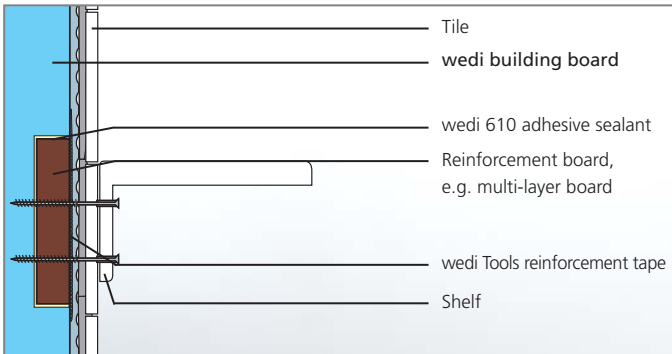 Tile
wedi building board
wedi 610 adhesive sealant
Reinforcement board,
e.g. multi-layer board
wedi Tools reinforcement tape
Shelf